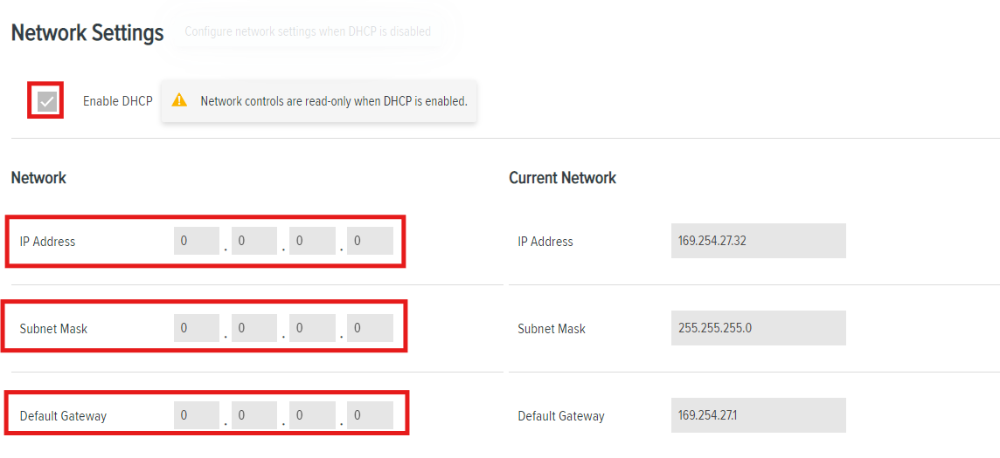 Network Settings Configure network settings when DHCP is disabled
Enable DHCP Network controls are read-only when DHCP is enabled.
Network Current Network
IP Address 0 . 0 . 0 . 0 IP Address 169.254.27.32
Subnet Mask 0 . 0 . 0 . 0 Subnet Mask 255.255.255.0
Default Gateway 0 . 0 . 0 . 0 Default Gateway 169.254.27.1